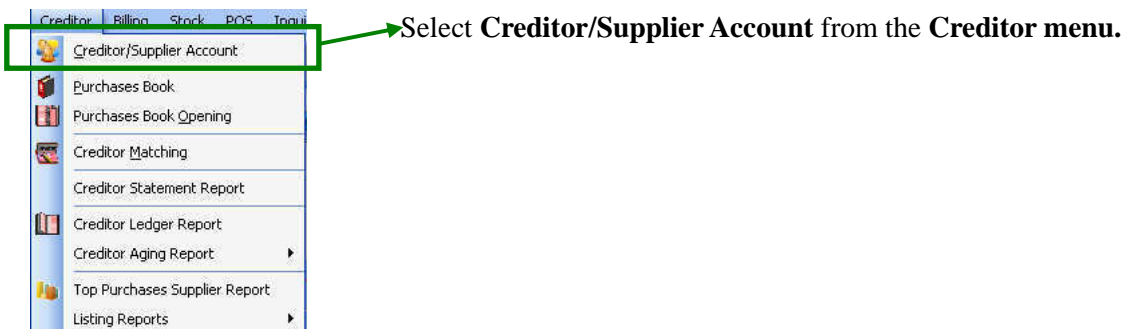 Creditor Billing Stock POS Inqui
Select Creditor/Supplier Account from the Creditor menu.
Creditor/Supplier Account
Purchases Book
Purchases Book Opening
Creditor Matching
Creditor Statement Report
Creditor Ledger Report
Creditor Aging Report
Top Purchases Supplier Report
Listing Reports